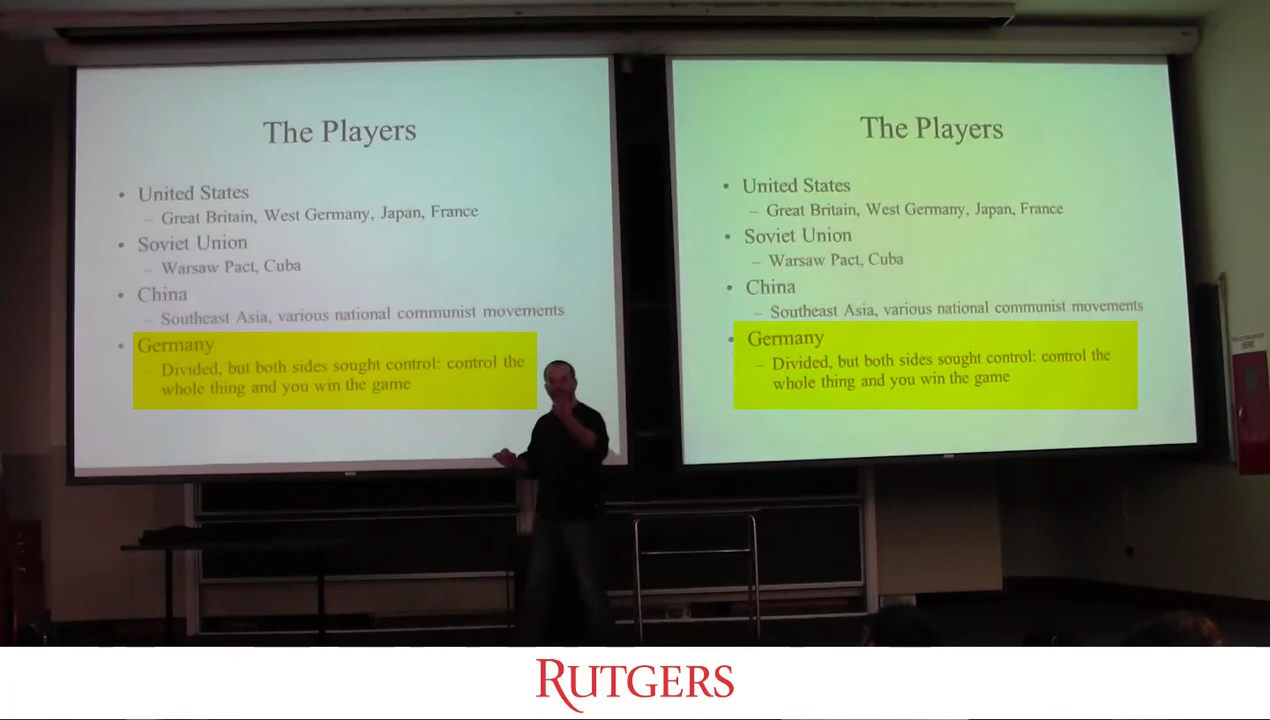 The Players
• United States
– Great Britain, West Germany, Japan, France
• Soviet Union
– Warsaw Pact, Cuba
• China
– Southeast Asia, various national communist movements
• Germany
– Divided, but both sides sought control: control the
whole thing and you win the game
The Players
• United States
– Great Britain, West Germany, Japan, France
• Soviet Union
– Warsaw Pact, Cuba
• China
– Southeast Asia, various national communist movements
• Germany
– Divided, but both sides sought control: control the
whole thing and you win the game
HERE
RUTGERS